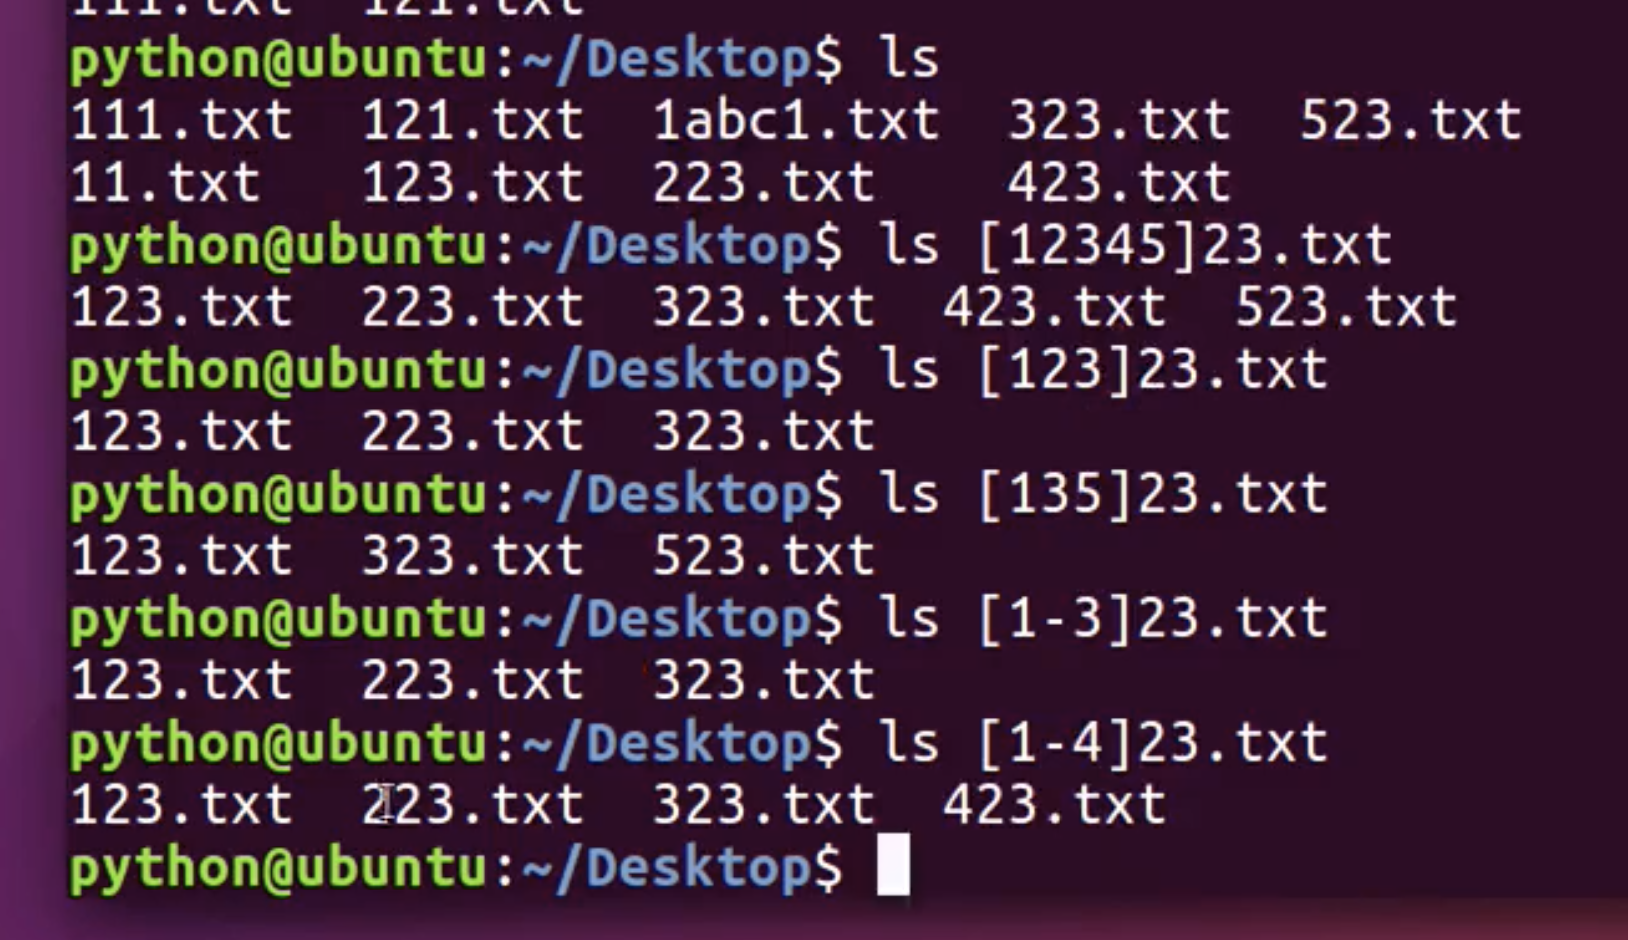 111.txt  121.txt
python@ubuntu:~/Desktop$ ls
111.txt  121.txt  1abc1.txt  323.txt  523.txt
11.txt   123.txt  223.txt    423.txt
python@ubuntu:~/Desktop$ ls [12345]23.txt
123.txt  223.txt  323.txt  423.txt  523.txt
python@ubuntu:~/Desktop$ ls [123]23.txt
123.txt  223.txt  323.txt
python@ubuntu:~/Desktop$ ls [135]23.txt
123.txt  323.txt  523.txt
python@ubuntu:~/Desktop$ ls [1-3]23.txt
123.txt  223.txt  323.txt
python@ubuntu:~/Desktop$ ls [1-4]23.txt
123.txt  223.txt  323.txt  423.txt
python@ubuntu:~/Desktop$